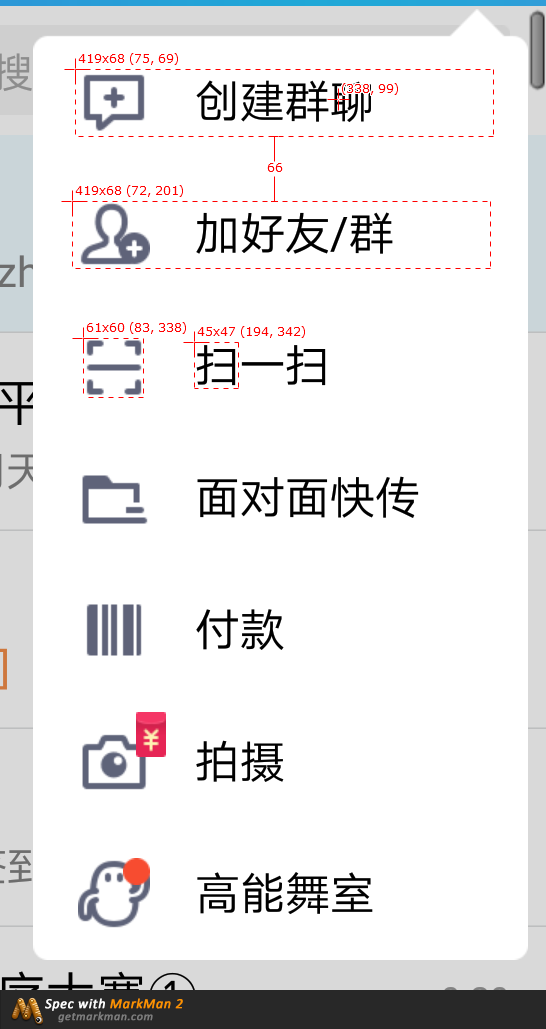 搜
419x68 (75, 69)
创建群聊
(338, 99)
66
419x68 (72, 201)
加好友/群
zh
61x60 (83, 338)
45x47 (194, 342)
扫一扫
平
天
面对面快传
付款
¥
拍摄
到
高能舞室
Spec with MarkMan 2
getmarkman.com